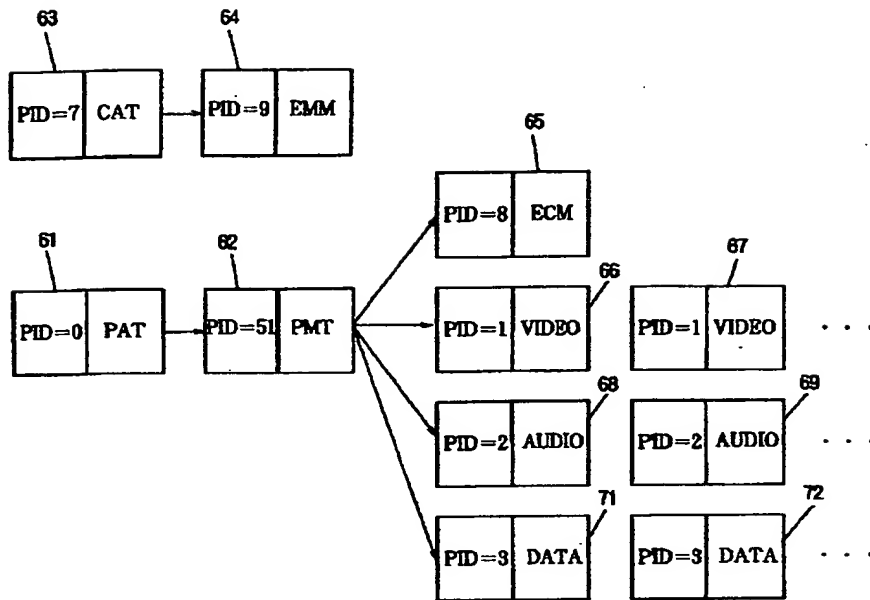 63
64
PID=7 CAT
PID=9 EMM
65
PID=8 ECM
61
62
66
67
PID=0 PAT
PID=51 PMT
PID=1 VIDEO
PID=1 VIDEO
. . .
68
69
PID=2 AUDIO
PID=2 AUDIO
. . .
71
72
PID=3 DATA
PID=3 DATA
. . .